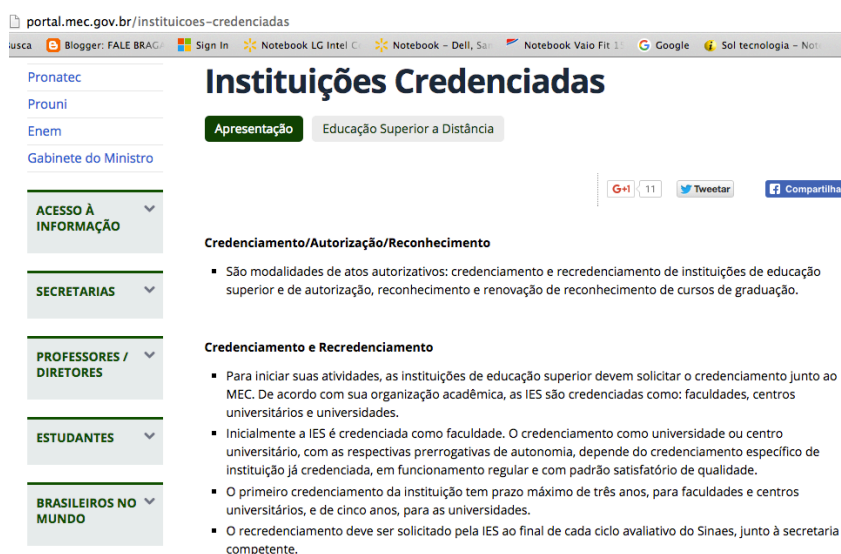 portal.mec.gov.br/instituicoes-credenciadas
usca Blogger: FALE BRAGA Sign In Notebook LG Intel C Notebook – Dell, Sa Notebook Vaio Fit 1 Google Sol tecnologia – Not
Pronatec
Prouni
Enem
Gabinete do Ministro
ACESSO À
INFORMAÇÃO
SECRETARIAS
PROFESSORES /
DIRETORES
ESTUDANTES
BRASILEIROS NO
MUNDO
Instituições Credenciadas
Apresentação Educação Superior a Distância
G+1 11 Tweetar Compartilha
Credenciamento/Autorização/Reconhecimento
São modalidades de atos autorizativos: credenciamento e recredenciamento de instituições de educação
superior e de autorização, reconhecimento e renovação de reconhecimento de cursos de graduação.
Credenciamento e Recredenciamento
Para iniciar suas atividades, as instituições de educação superior devem solicitar o credenciamento junto ao
MEC. De acordo com sua organização acadêmica, as IES são credenciadas como: faculdades, centros
universitários e universidades.
Inicialmente a IES é credenciada como faculdade. O credenciamento como universidade ou centro
universitário, com as respectivas prerrogativas de autonomia, depende do credenciamento específico de
instituição já credenciada, em funcionamento regular e com padrão satisfatório de qualidade.
O primeiro credenciamento da instituição tem prazo máximo de três anos, para faculdades e centros
universitários, e de cinco anos, para as universidades.
O recredenciamento deve ser solicitado pela IES ao final de cada ciclo avaliativo do Sinaes, junto à secretaria
competente.